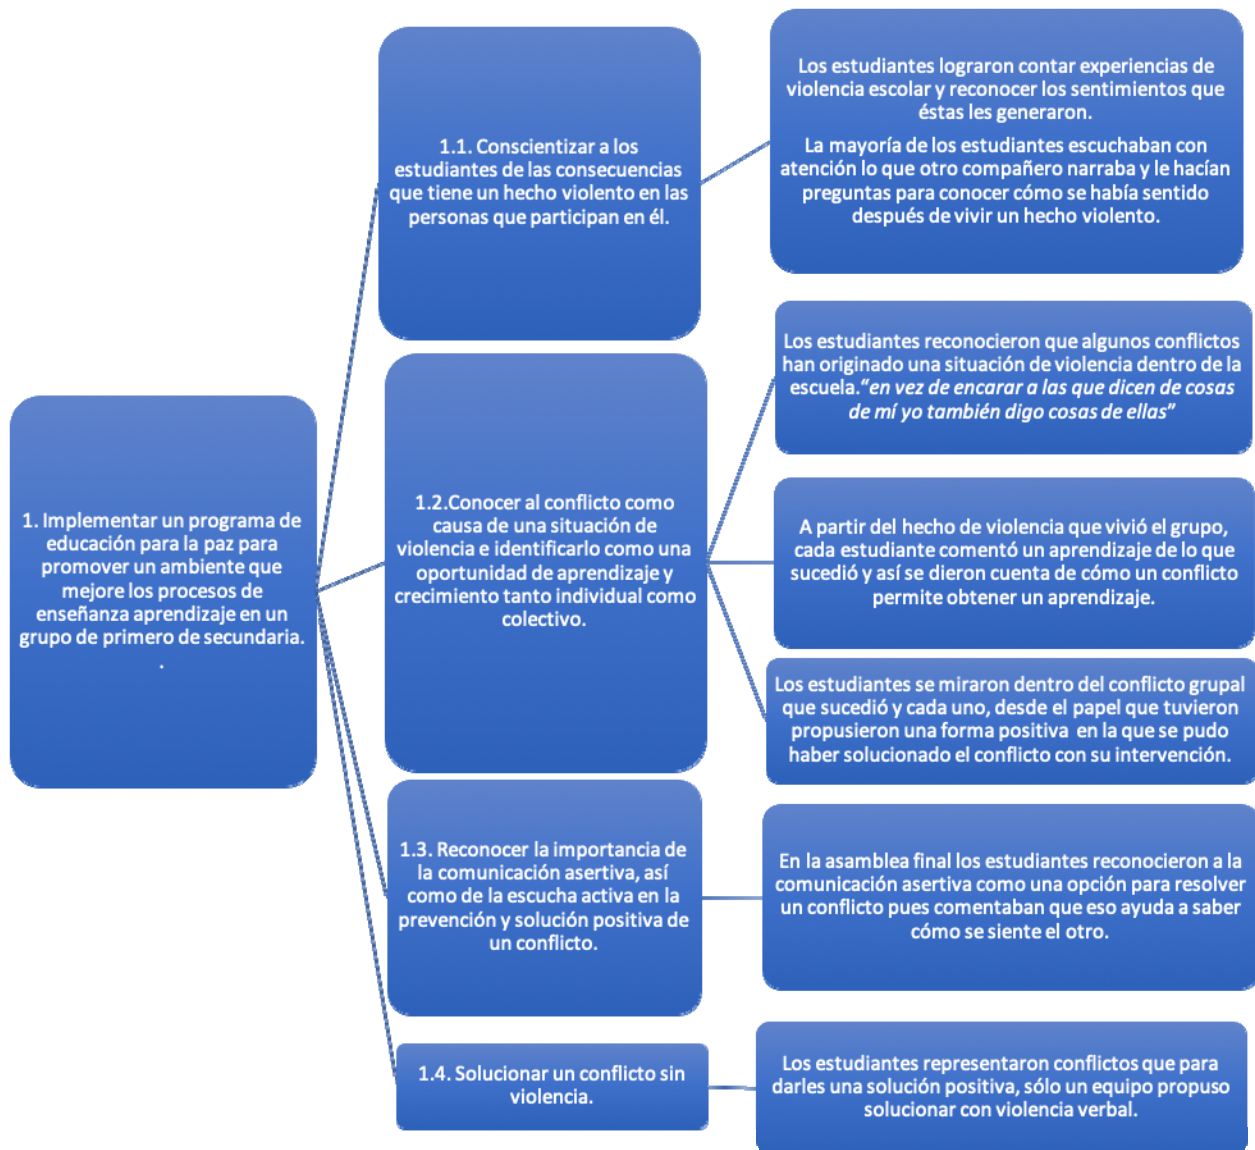 1. Implementar un programa de
educación para la paz para
promover un ambiente que
mejore los procesos de
enseñanza aprendizaje en un
grupo de primero de secundaria.
.
1.1. Conscientizar a los
estudiantes de las consecuencias
que tiene un hecho violento en las
personas que participan en él.
Los estudiantes lograron contar experiencias de
violencia escolar y reconocer los sentimientos que
éstas les generaron.
La mayoría de los estudiantes escuchaban con
atención lo que otro compañero narraba y le hacían
preguntas para conocer cómo se había sentido
después de vivir un hecho violento.
1.2.Conocer al conflicto como
causa de una situación de
violencia e identificarlo como una
oportunidad de aprendizaje y
crecimiento tanto individual como
colectivo.
Los estudiantes reconocieron que algunos conflictos
han originado una situación de violencia dentro de la
escuela.“en vez de encarar a las que dicen de cosas
de mí yo también digo cosas de ellas”
A partir del hecho de violencia que vivió el grupo,
cada estudiante comentó un aprendizaje de lo que
sucedió y así se dieron cuenta de cómo un conflicto
permite obtener un aprendizaje.
Los estudiantes se miraron dentro del conflicto grupal
que sucedió y cada uno, desde el papel que tuvieron
propusieron una forma positiva en la que se pudo
haber solucionado el conflicto con su intervención.
1.3. Reconocer la importancia de
la comunicación asertiva, así
como de la escucha activa en la
prevención y solución positiva de
un conflicto.
En la asamblea final los estudiantes reconocieron a la
comunicación asertiva como una opción para resolver
un conflicto pues comentaban que eso ayuda a saber
cómo se siente el otro.
1.4. Solucionar un conflicto sin
violencia.
Los estudiantes representaron conflictos que para
darles una solución positiva, sólo un equipo propuso
solucionar con violencia verbal.